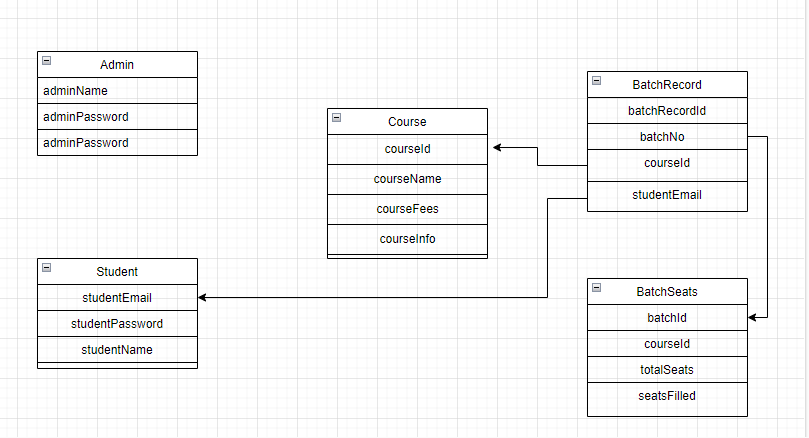 Admin
adminName
adminPassword
adminPassword
Course
courseId
courseName
courseFees
courseInfo
BatchRecord
batchRecordId
batchNo
courseId
studentEmail
Student
studentEmail
studentPassword
studentName
BatchSeats
batchId
courseId
totalSeats
seatsFilled